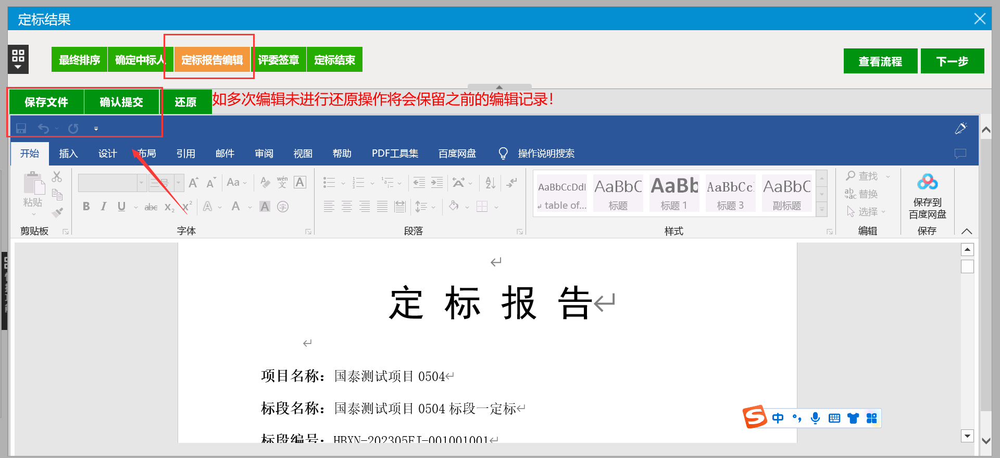 定标结果
最终排序 确定中标人 定标报告编辑 评委签章 定标结束 查看流程 下一步
保存文件 确认提交 还原 如多次编辑未进行还原操作将会保留之前的编辑记录！
开始 插入 设计 布局 引用 邮件 审阅 视图 帮助 PDF工具集 百度网盘 操作说明搜索
粘贴 二号 Aa wén 文 A
B I U abc X₂ X² A A A 字
AaBbCcDdI AaBbC AaBb AaBbCc AaBbC
table of... 标题 标题 1 标题 3 副标题
查找
替换
选择
保存到
百度网盘
剪贴板 字体 段落 样式 编辑 保存
定 标 报 告
项目名称：国泰测试项目 0504
标段名称：国泰测试项目 0504 标段一定标
标段编号：HBXN-202305FJ-001001001
中